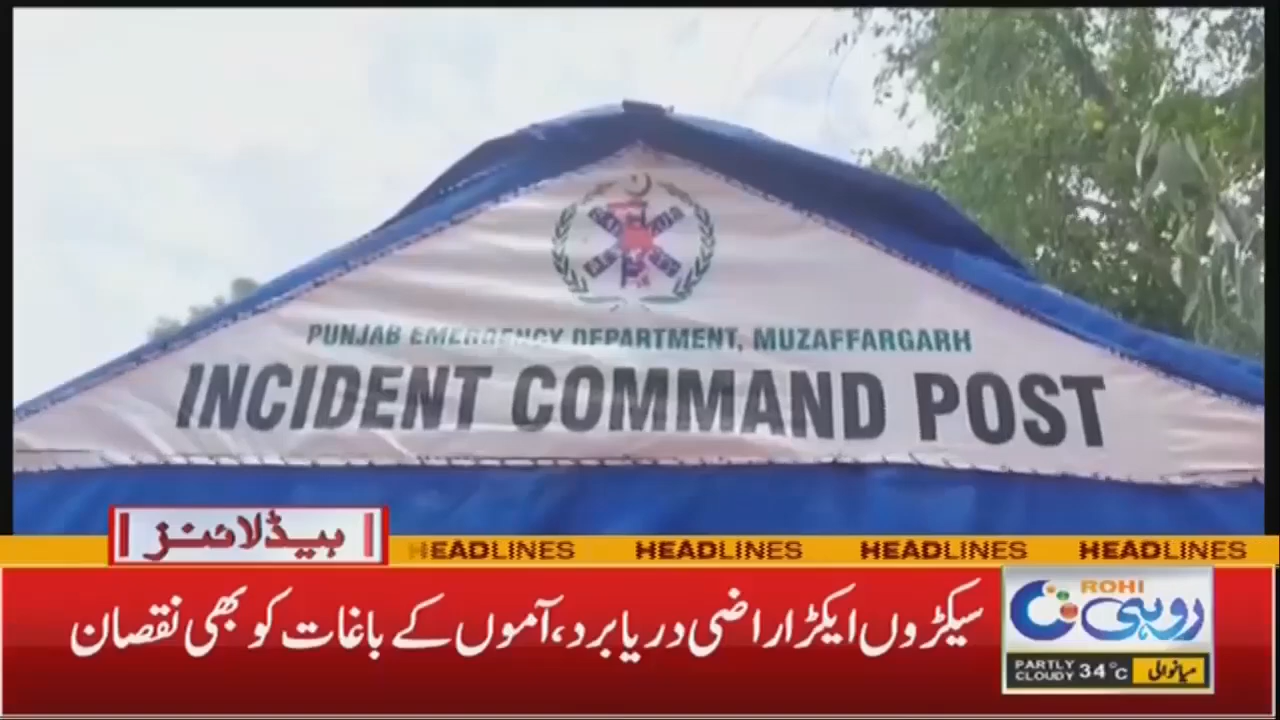 PUNJAB EMERGENCY DEPARTMENT, MUZAFFARGARH
INCIDENT COMMAND POST
ہیڈلائنز
HEADLINES HEADLINES HEADLINES HEADLINES
سیکڑوں ایکڑ اراضی دریا برد، آموں کے باغات کو بھی نقصان
ROHI
روہی
PARTLY CLOUDY 34°C میانوالی